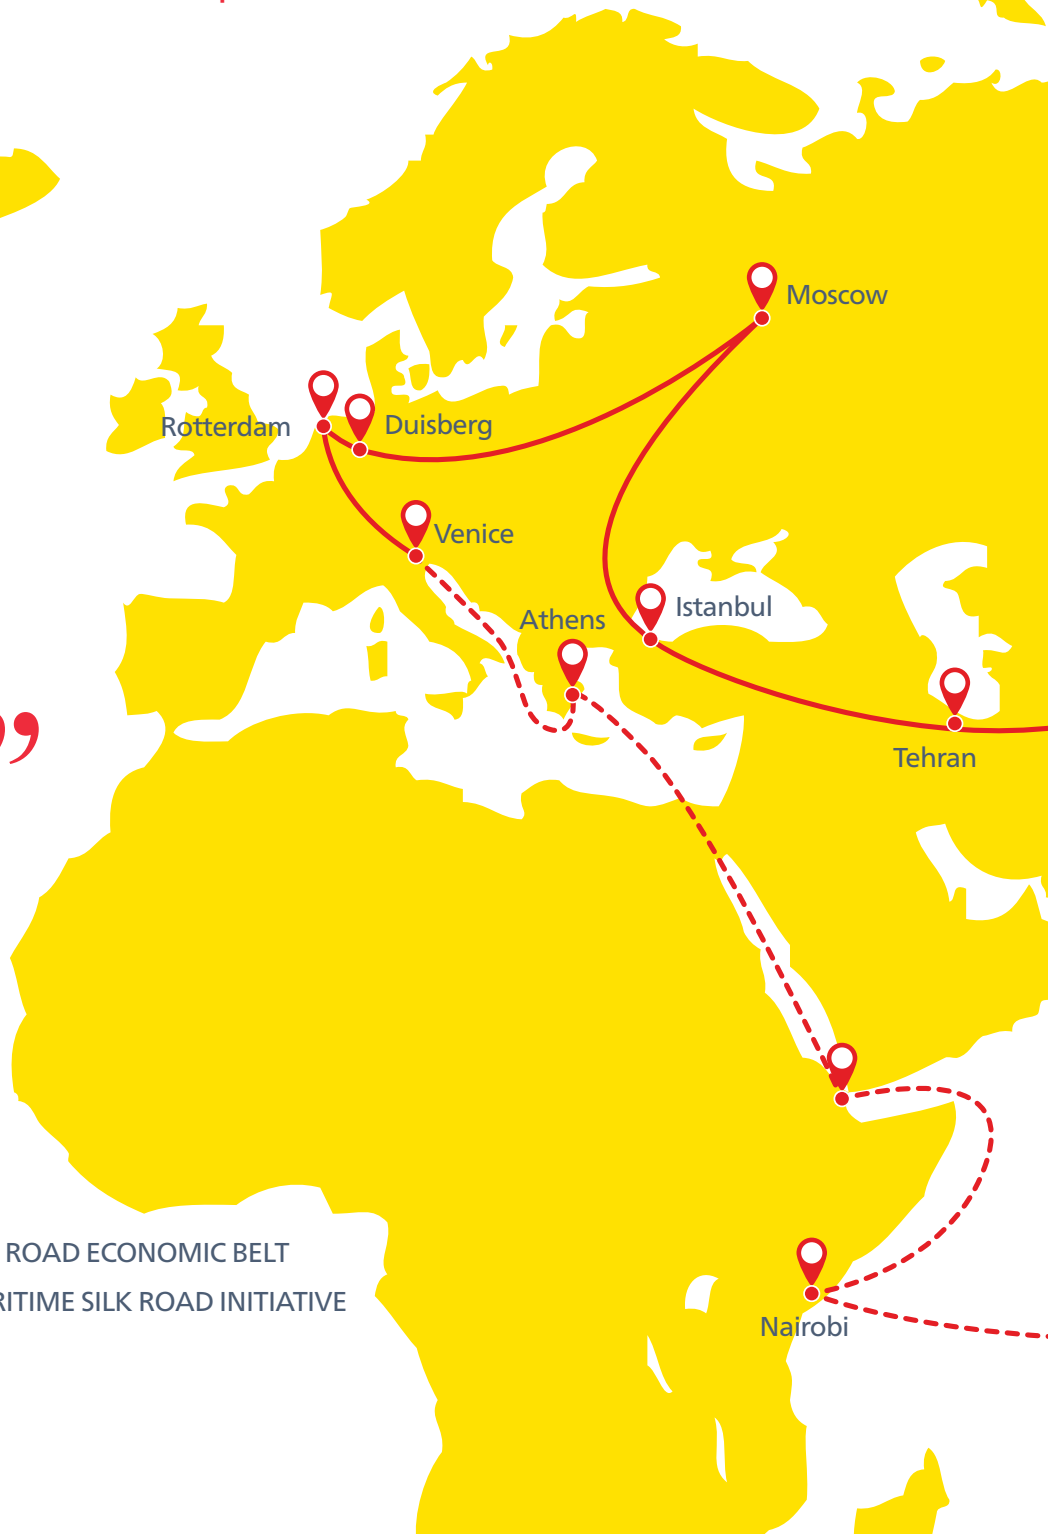 Moscow
Rotterdam
Duisberg
Venice
Athens
Istanbul
Tehran
”
ROAD ECONOMIC BELT
RITIME SILK ROAD INITIATIVE
Nairobi